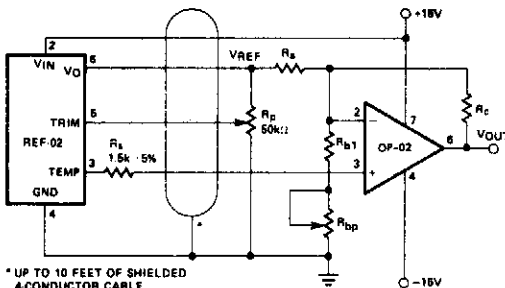 +15V
2
VIN
VO
6
VREF
Ra
TRIM
5
Rp
50kΩ
Rc
REF-02
Rs
1.5k ·5%
TEMP
3
GND
4
Rb1
Rbp
2
−
3
+
7
OP-02
6
VOUT
4
*
* UP TO 10 FEET OF SHIELDED
4-CONDUCTOR CABLE
−15V